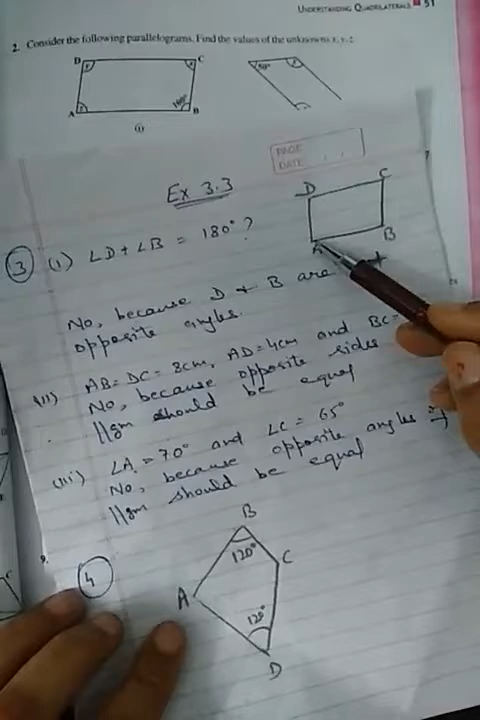 UNDERSTANDING QUADRILATERALS 51
2. Consider the following parallelograms. Find the values of the unknowns x, y, z
D C
A B
100°
50°
(i)
PAGE
DATE
Ex 3.3
D C
B
3 (i) ∠D + ∠B = 180° ?
No, because D & B are
opposite angles.
(ii) AB = DC = 8cm, AD = 4cm and BC =
No, because opposite sides
llgm should be equal
(iii) ∠A = 70° and ∠C = 65°
No, because opposite angles
llgm should be equal
9.
4
B
120°
C
A
120°
D